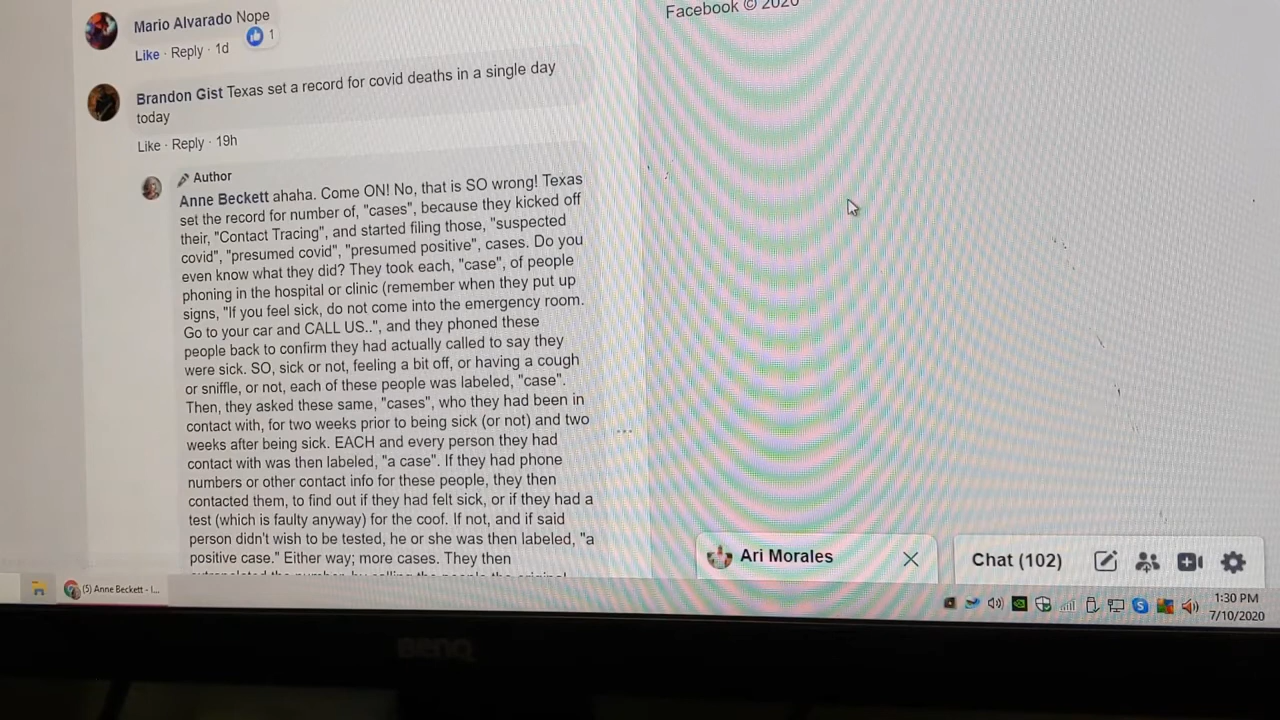 Facebook © 2020
Mario Alvarado Nope
Like · Reply · 1d
1
Brandon Gist Texas set a record for covid deaths in a single day
today
Like · Reply · 19h
Author
Anne Beckett ahaha. Come ON! No, that is SO wrong! Texas
set the record for number of, "cases", because they kicked off
their, "Contact Tracing", and started filing those, "suspected
covid", "presumed covid", "presumed positive", cases. Do you
even know what they did? They took each, "case", of people
phoning in the hospital or clinic (remember when they put up
signs, "If you feel sick, do not come into the emergency room.
Go to your car and CALL US..", and they phoned these
people back to confirm they had actually called to say they
were sick. SO, sick or not, feeling a bit off, or having a cough
or sniffle, or not, each of these people was labeled, "case".
Then, they asked these same, "cases", who they had been in
contact with, for two weeks prior to being sick (or not) and two
weeks after being sick. EACH and every person they had
contact with was then labeled, "a case". If they had phone
numbers or other contact info for these people, they then
contacted them, to find out if they had felt sick, or if they had a
test (which is faulty anyway) for the coof. If not, and if said
person didn't wish to be tested, he or she was then labeled, "a
positive case." Either way; more cases. They then
Ari Morales
Chat (102)
(5) Anne Beckett - I...
1:30 PM
7/10/2020
BenQ